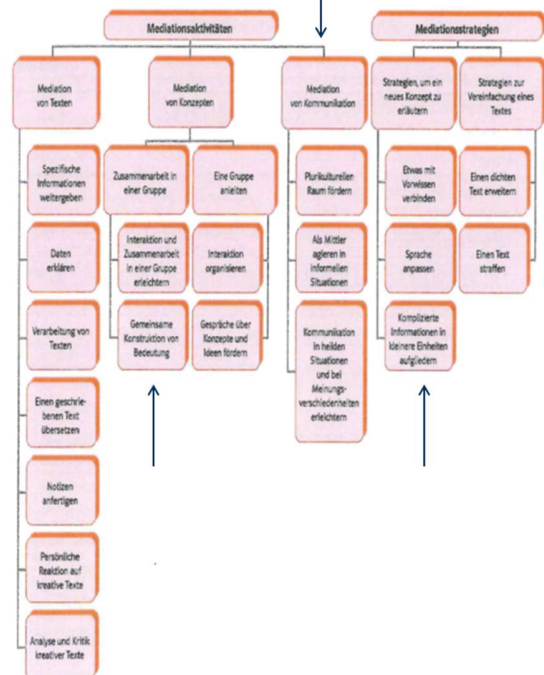 Mediationsaktivitäten
Mediationsstrategien
Mediation
von Texten
Mediation
von Konzepten
Mediation
von Kommunikation
Strategien, um ein
neues Konzept zu
erläutern
Strategien zur
Vereinfachung eines
Textes
Spezifische
Informationen
weitergeben
Zusammenarbeit in
einer Gruppe
Eine Gruppe
anleiten
Plurikulturellen
Raum fördern
Etwas mit
Vorwissen
verbinden
Einen dichten
Text erweitern
Daten
erklären
Interaktion und
Zusammenarbeit
in einer Gruppe
erleichtern
Interaktion
organisieren
Als Mittler
agieren in
informellen
Situationen
Sprache
anpassen
Einen Text
straffen
Verarbeitung von
Texten
Gemeinsame
Konstruktion von
Bedeutung
Gespräche über
Konzepte und
Ideen fördern
Kommunikation
in heiklen
Situationen
und bei
Meinungs-
verschiedenheiten
erleichtern
Komplizierte
Informationen in
kleinere Einheiten
aufgliedern
Einen geschrie-
benen Text
übersetzen
Notizen
anfertigen
Persönliche
Reaktion auf
kreative Texte
Analyse und Kritik
kreativer Texte